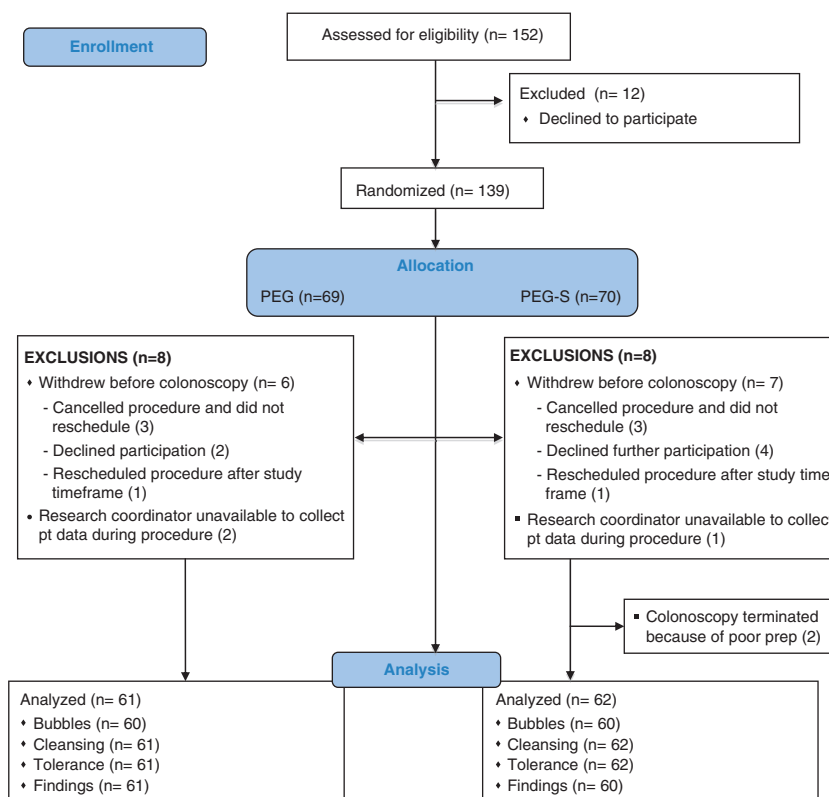 Assessed for eligibility (n= 152)
Enrollment
Excluded (n= 12)
♦ Declined to participate
Randomized (n= 139)
Allocation
PEG (n=69)
PEG-S (n=70)
EXCLUSIONS (n=8)
♦ Withdrew before colonoscopy (n= 6)
- Cancelled procedure and did not
reschedule (3)
- Declined participation (2)
- Rescheduled procedure after study
timeframe (1)
• Research coordinator unavailable to collect
pt data during procedure (2)
EXCLUSIONS (n=8)
♦ Withdrew before colonoscopy (n= 7)
- Cancelled procedure and did not
reschedule (3)
- Declined further participation (4)
- Rescheduled procedure after study time
frame (1)
▪ Research coordinator unavailable to collect
pt data during procedure (1)
▪ Colonoscopy terminated
because of poor prep (2)
Analysis
Analyzed (n= 61)
♦ Bubbles (n= 60)
♦ Cleansing (n= 61)
♦ Tolerance (n= 61)
♦ Findings (n= 61)
Analyzed (n= 62)
♦ Bubbles (n= 60)
♦ Cleansing (n= 62)
♦ Tolerance (n= 62)
♦ Findings (n= 60)